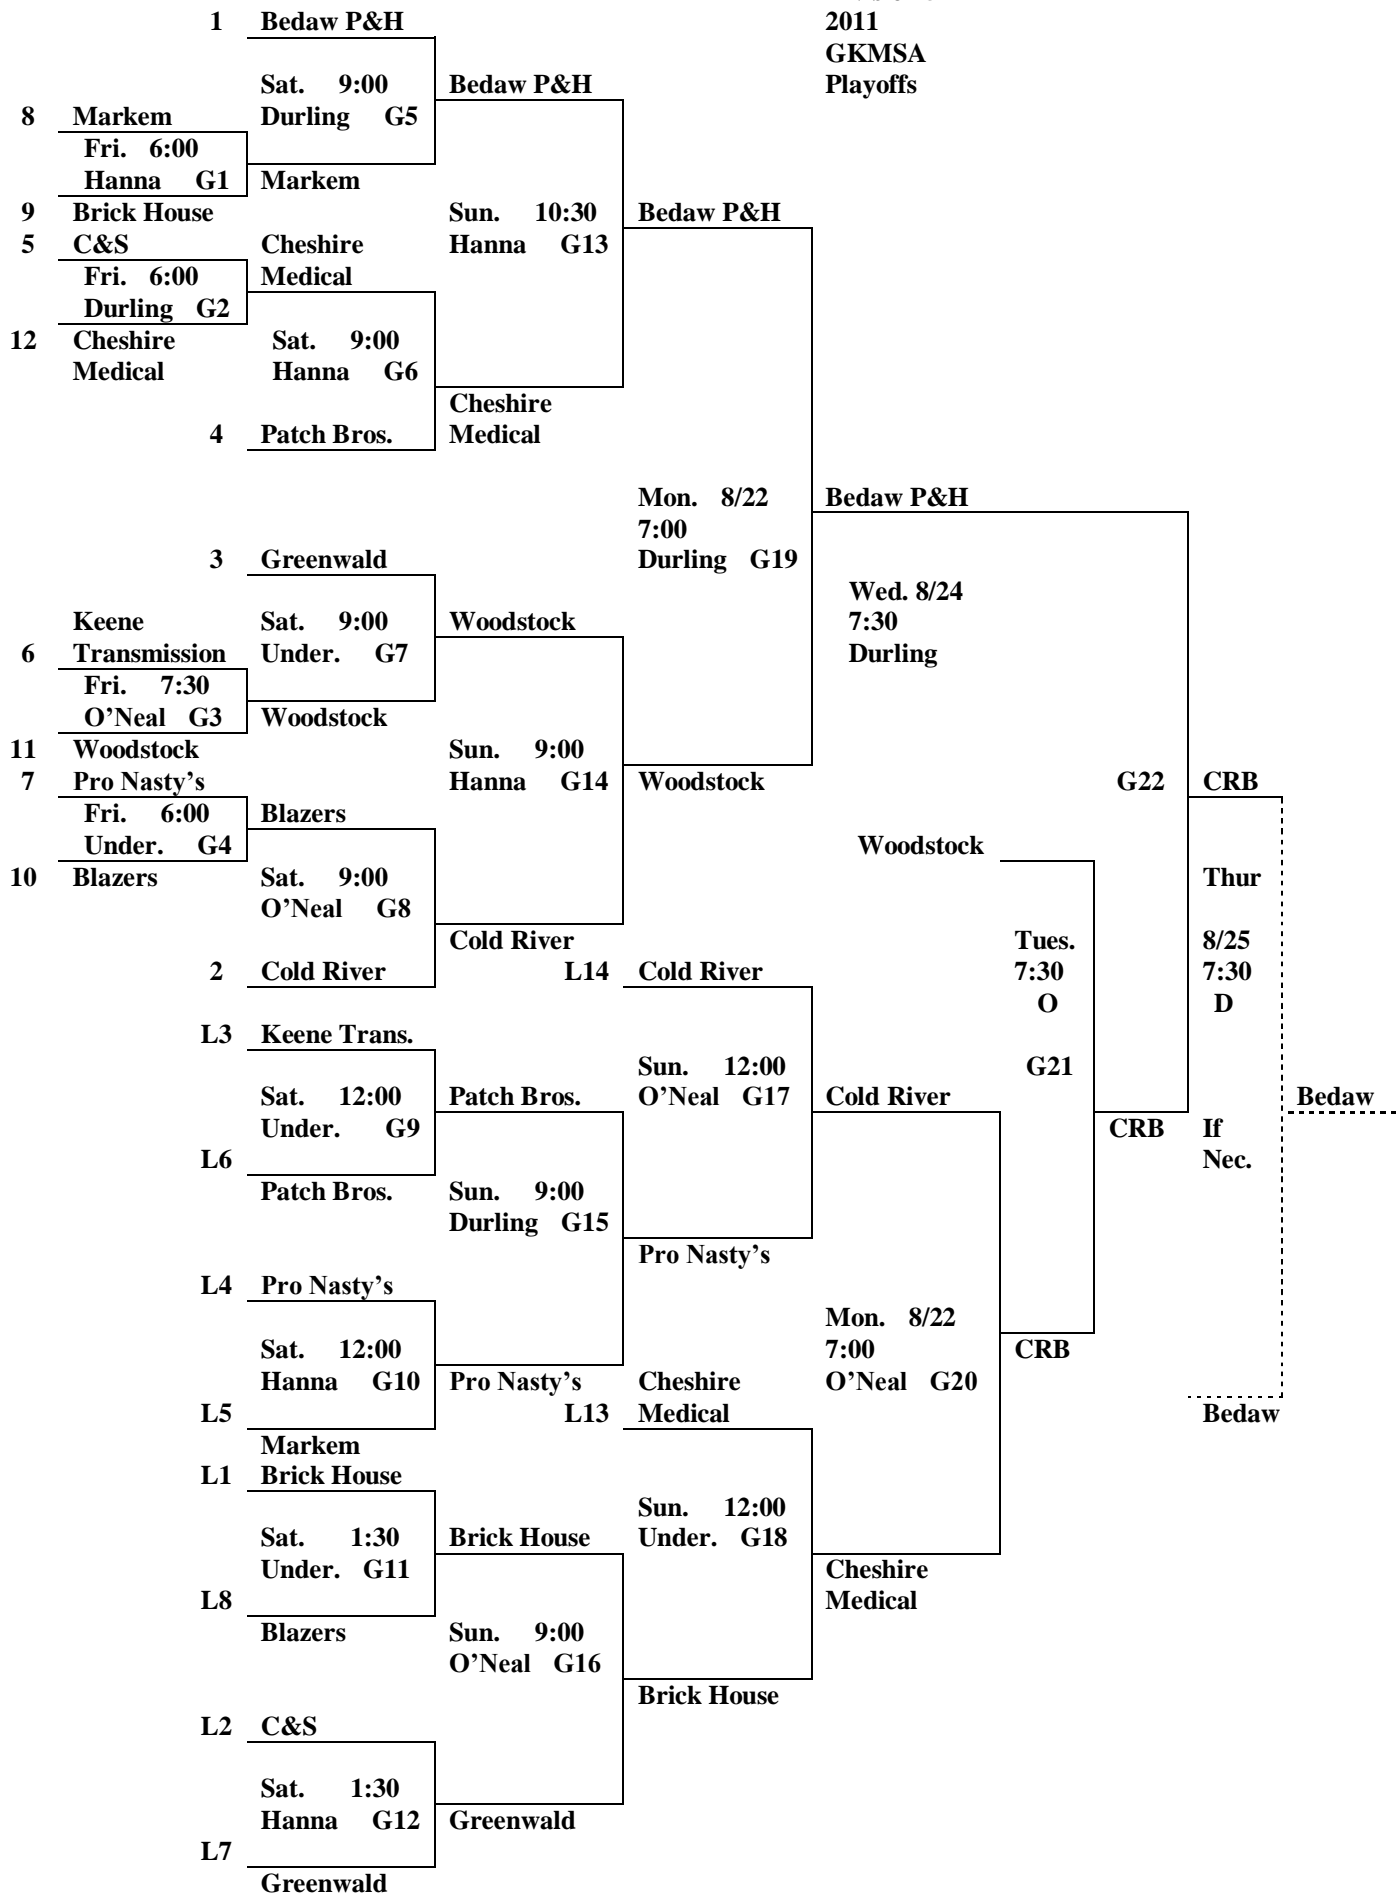 2011
GKMSA
Playoffs
1 Bedaw P&H
Sat. 9:00 Bedaw P&H
8 Markem Durling G5
Fri. 6:00
Hanna G1 Markem
9 Brick House Sun. 10:30 Bedaw P&H
5 C&S Cheshire Hanna G13
Fri. 6:00 Medical
Durling G2
12 Cheshire Sat. 9:00
Medical Hanna G6
Cheshire
4 Patch Bros. Medical
Mon. 8/22 Bedaw P&H
7:00
3 Greenwald Durling G19
Wed. 8/24
Keene Sat. 9:00 Woodstock 7:30
6 Transmission Under. G7 Durling
Fri. 7:30
O'Neal G3 Woodstock
11 Woodstock Sun. 9:00
7 Pro Nasty's Hanna G14 Woodstock G22 CRB
Fri. 6:00 Blazers
Under. G4 Woodstock
10 Blazers Sat. 9:00 Thur
O'Neal G8
Cold River Tues. 8/25
2 Cold River L14 Cold River 7:30 7:30
O D
L3 Keene Trans.
Sun. 12:00 G21
Sat. 12:00 Patch Bros. O'Neal G17 Cold River Bedaw
Under. G9 CRB If
L6 Nec.
Patch Bros. Sun. 9:00
Durling G15
Pro Nasty's
L4 Pro Nasty's
Mon. 8/22
Sat. 12:00 7:00 CRB
Hanna G10 Pro Nasty's Cheshire O'Neal G20
L5 L13 Medical Bedaw
Markem
L1 Brick House
Sun. 12:00
Sat. 1:30 Brick House Under. G18
Under. G11 Cheshire
L8 Medical
Blazers Sun. 9:00
O'Neal G16
Brick House
L2 C&S
Sat. 1:30
Hanna G12 Greenwald
L7
Greenwald